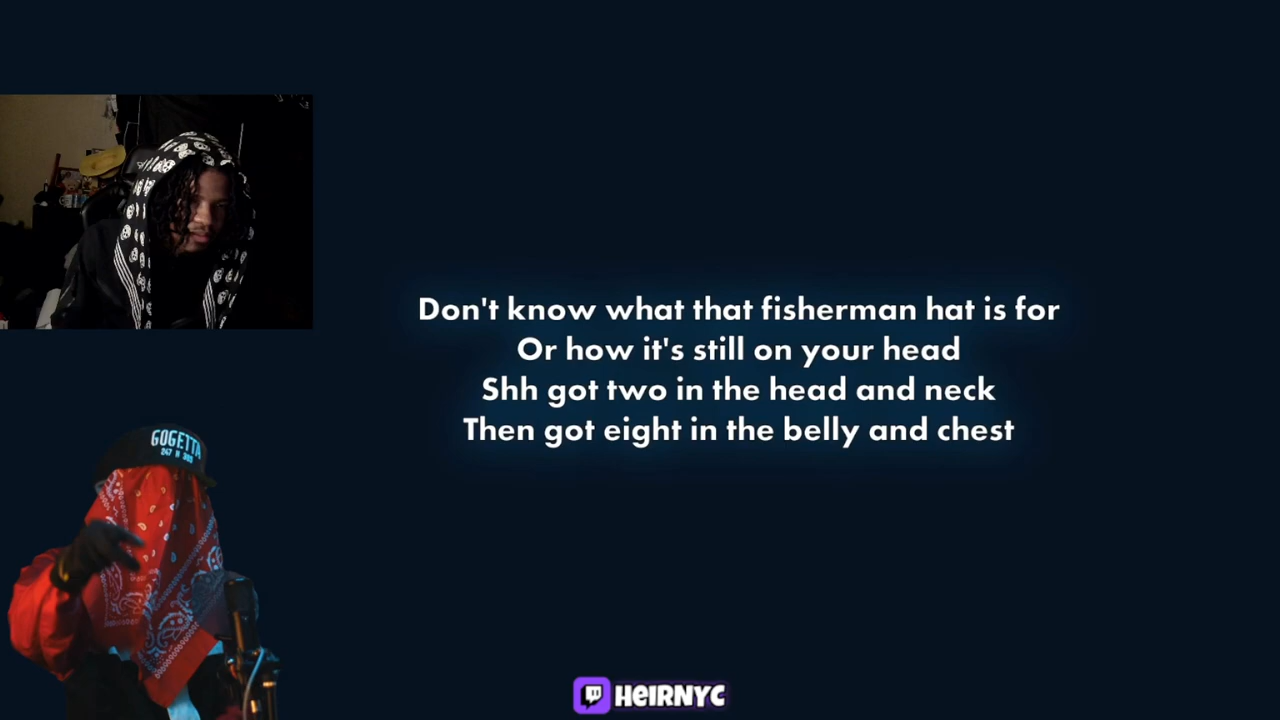 Don't know what that fisherman hat is for
Or how it's still on your head
Shh got two in the head and neck
Then got eight in the belly and chest
GOGETTA
HEIRNYC